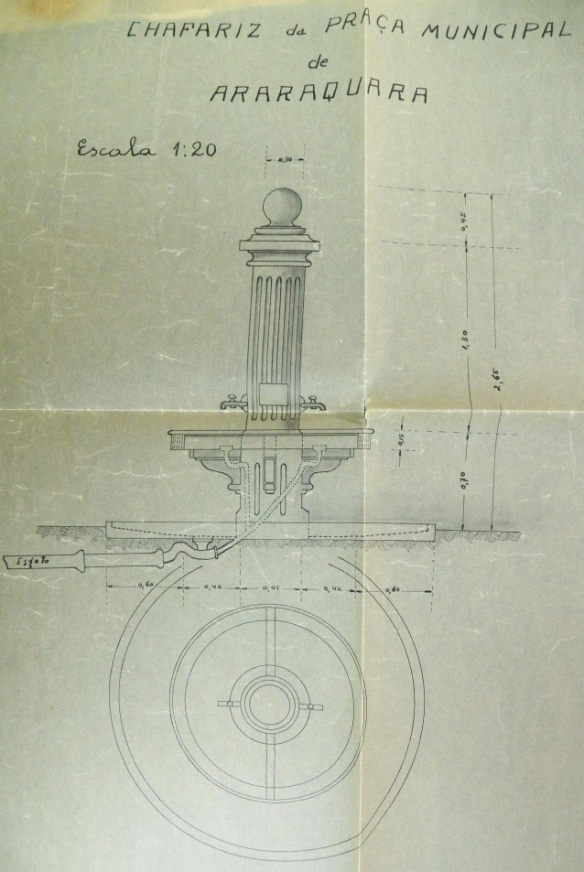 CHAFARIZ da PRAÇA MUNICIPAL
de
ARARAQUARA
Escala 1:20
0,30
0,45
1,50
2,65
0,15
0,70
Esgoto
0,60
0,42
0,45
0,42
0,60